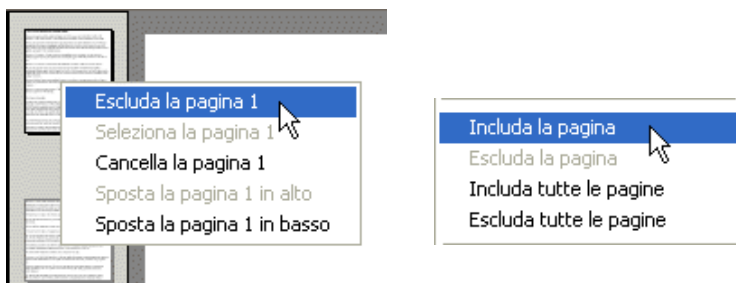 Escluda la pagina 1
Seleziona la pagina 1
Cancella la pagina 1
Sposta la pagina 1 in alto
Sposta la pagina 1 in basso
Includa la pagina
Escluda la pagina
Includa tutte le pagine
Escluda tutte le pagine